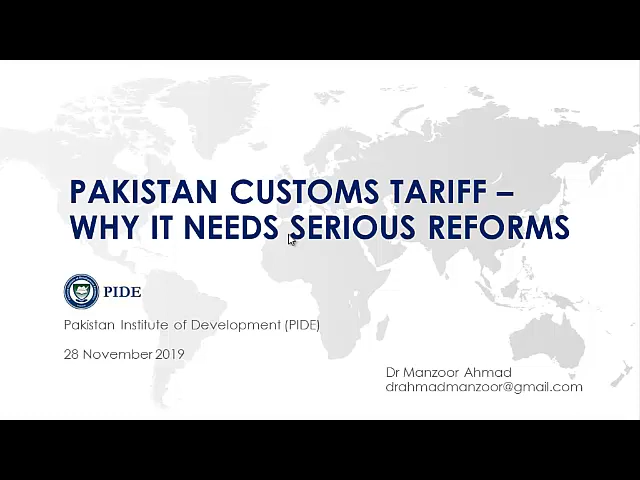 PAKISTAN CUSTOMS TARIFF –
WHY IT NEEDS SERIOUS REFORMS
PIDE
Pakistan Institute of Development (PIDE)
28 November 2019
Dr Manzoor Ahmad
drahmadmanzoor@gmail.com